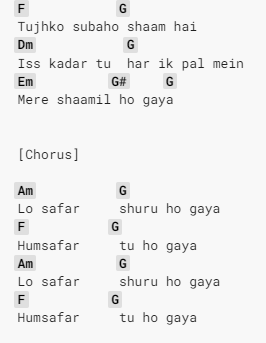 F G
Tujhko subaho shaam hai
Dm G
Iss kadar tu har ik pal mein
Em G# G
Mere shaamil ho gaya
[Chorus]
Am G
Lo safar shuru ho gaya
F G
Humsafar tu ho gaya
Am G
Lo safar shuru ho gaya
F G
Humsafar tu ho gaya